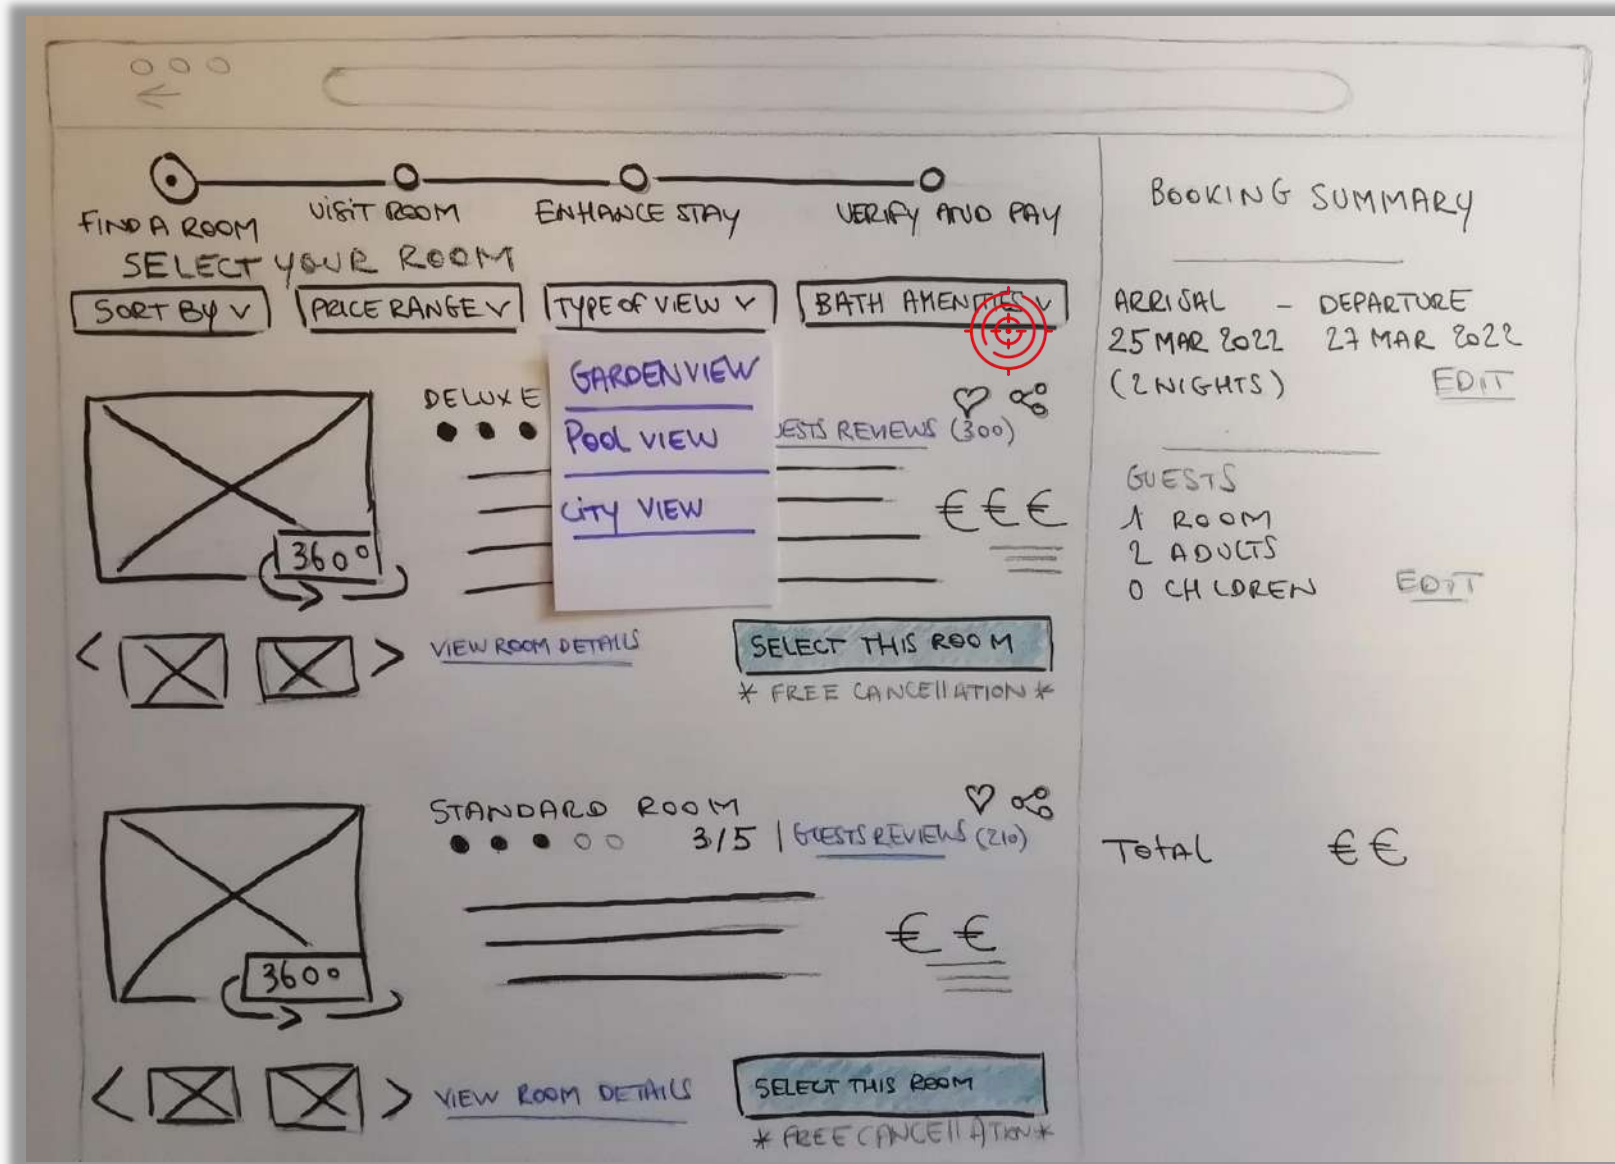 FIND A ROOM
VISIT ROOM
ENHANCE STAY
VERIFY AND PAY
SELECT YOUR ROOM
SORT BY
PRICE RANGE
TYPE OF VIEW
BATH AMENITIES
GARDEN VIEW
POOL VIEW
CITY VIEW
DELUXE
ESTS REVIEWS (300)
€€€
360°
VIEW ROOM DETAILS
SELECT THIS ROOM
* FREE CANCELLATION *
STANDARD ROOM
3/5 | GUESTS REVIEWS (210)
€ €
360°
VIEW ROOM DETAILS
SELECT THIS ROOM
* FREE CANCELLATION *
BOOKING SUMMARY
ARRISAL - DEPARTURE
25 MAR 2022 27 MAR 2022
(2 NIGHTS) EDIT
GUESTS
1 ROOM
2 ADULTS
0 CHLDREN EDIT
TOTAL €€